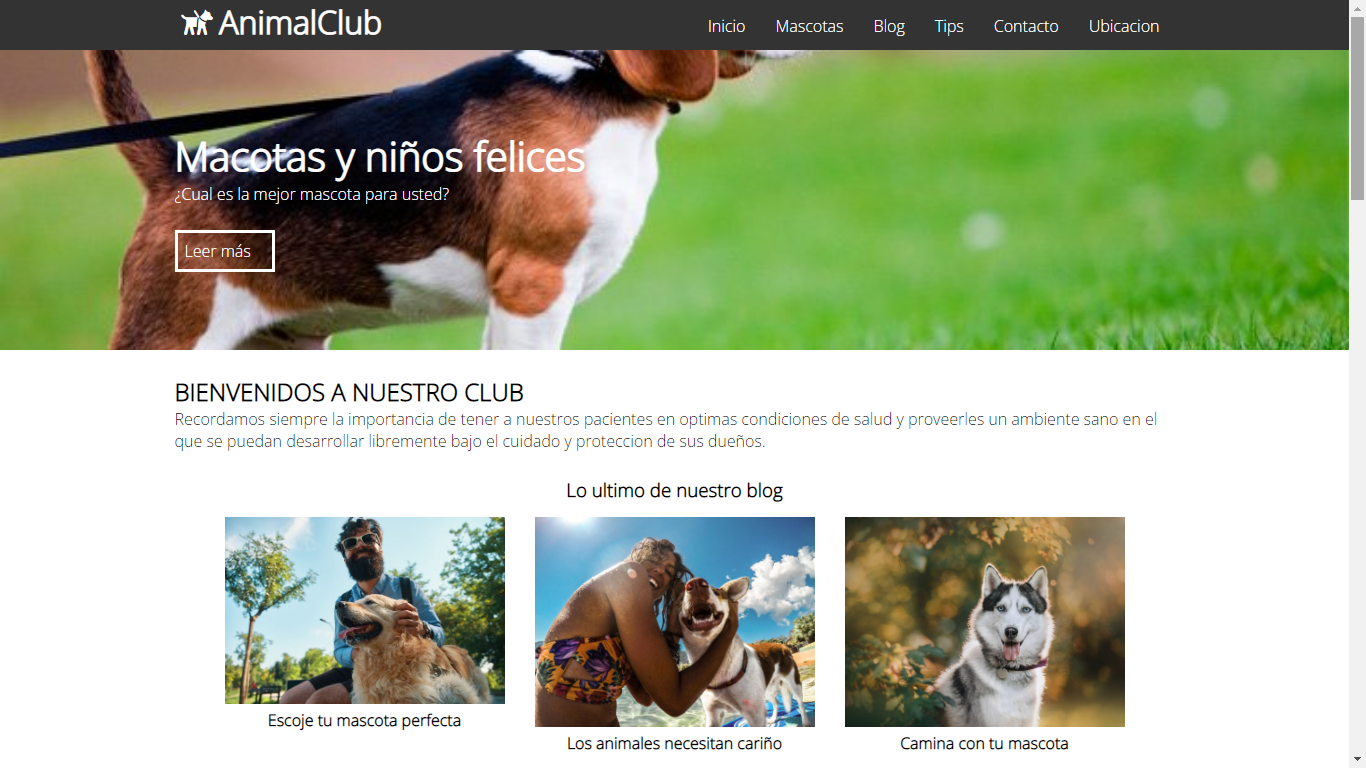 AnimalClub
Inicio Mascotas Blog Tips Contacto Ubicacion
Macotas y niños felices
¿Cual es la mejor mascota para usted?
Leer más
BIENVENIDOS A NUESTRO CLUB
Recordamos siempre la importancia de tener a nuestros pacientes en optimas condiciones de salud y proveerles un ambiente sano en el
que se puedan desarrollar libremente bajo el cuidado y proteccion de sus dueños.
Lo ultimo de nuestro blog
Escoje tu mascota perfecta
Los animales necesitan cariño
Camina con tu mascota